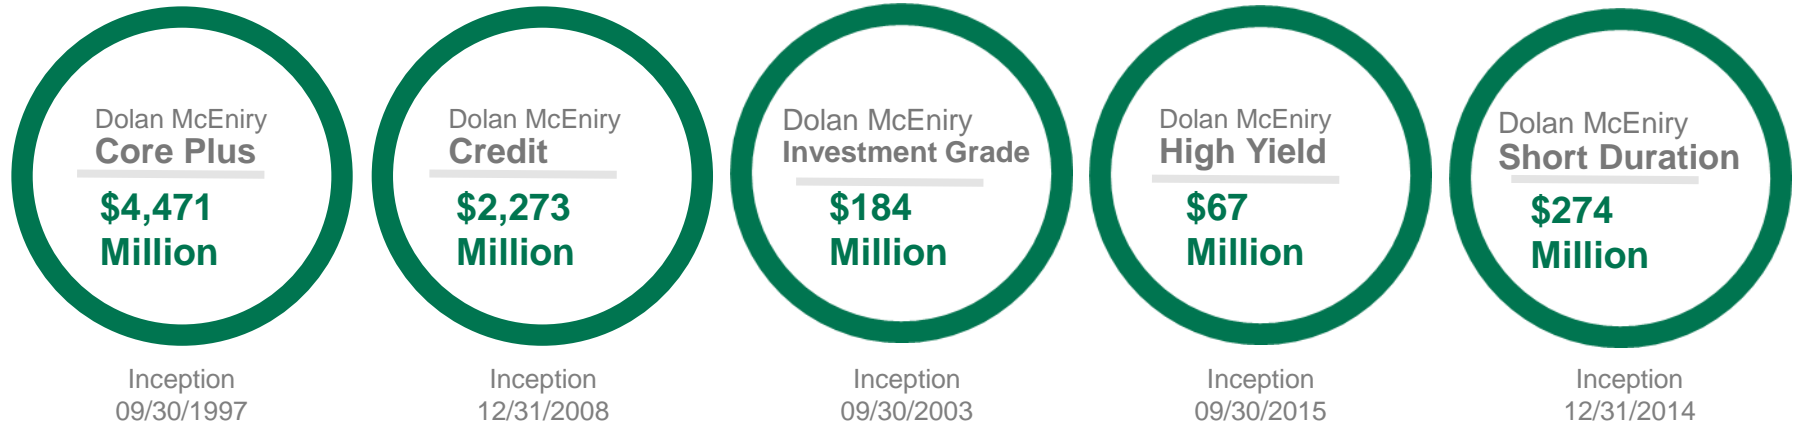 Dolan McEniry
Core Plus
$4,471
Million
Inception
09/30/1997
Dolan McEniry
Credit
$2,273
Million
Inception
12/31/2008
Dolan McEniry
Investment Grade
$184
Million
Inception
09/30/2003
Dolan McEniry
High Yield
$67
Million
Inception
09/30/2015
Dolan McEniry
Short Duration
$274
Million
Inception
12/31/2014